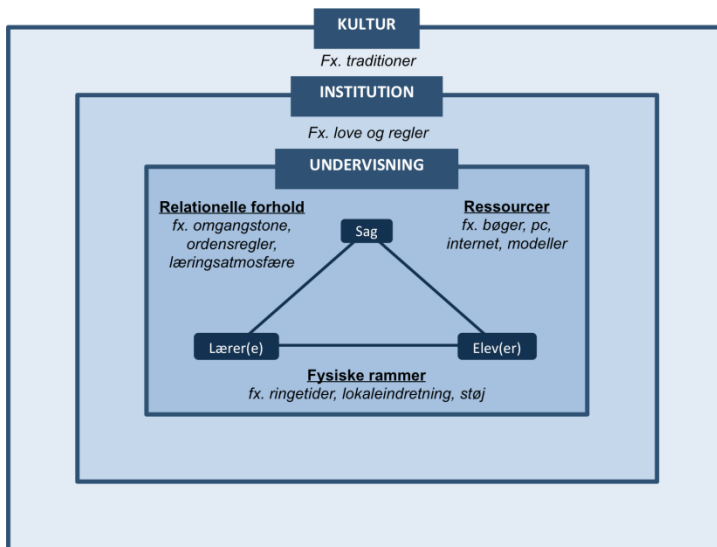 KULTUR
Fx. traditioner
INSTITUTION
Fx. love og regler
UNDERVISNING
Relationelle forhold
fx. omgangstone,
ordensregler,
læringsatmosfære
Ressourcer
fx. bøger, pc,
internet, modeller
Sag
Lærer(e)
Elev(er)
Fysiske rammer
fx. ringetider, lokaleindretning, støj